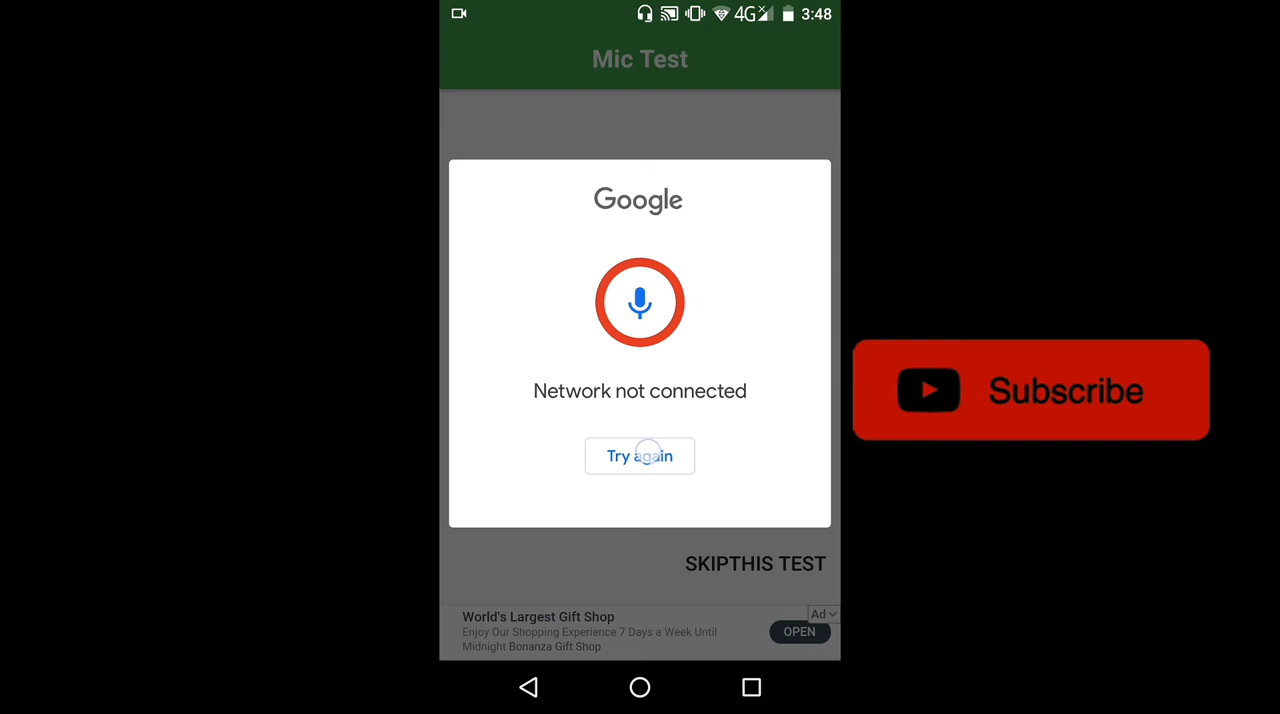 4G 3:48
Mic Test
Google
Network not connected
Try again
Subscribe
SKIPTHIS TEST
World's Largest Gift Shop
Ad
Enjoy Our Shopping Experience 7 Days a Week Until
Midnight Bonanza Gift Shop
OPEN